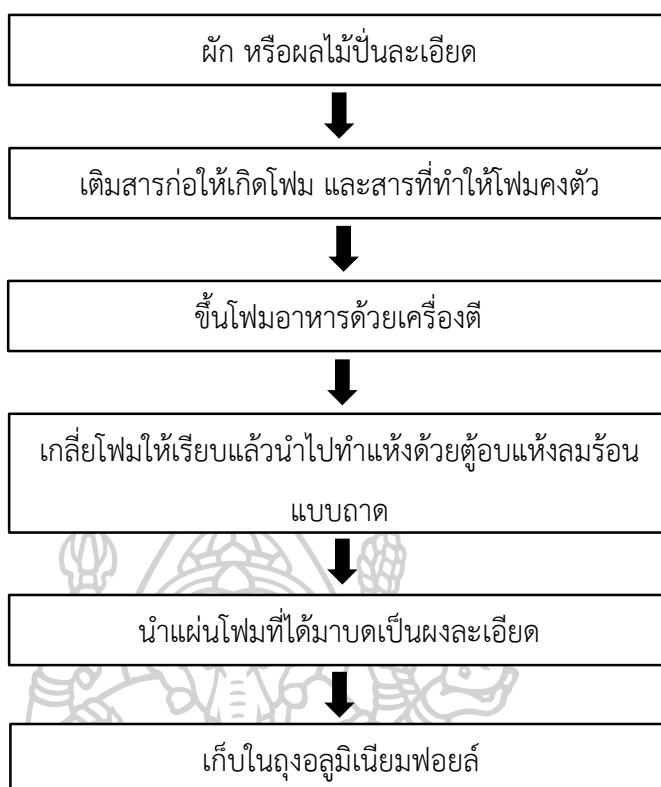 ผัก หรือผลไม้ปั่นละเอียด
เติมสารก่อให้เกิดโฟม และสารที่ทำให้โฟมคงตัว
ขึ้นโฟมอาหารด้วยเครื่องตี
เกลี่ยโฟมให้เรียบแล้วนำไปทำแห้งด้วยตู้อบแห้งลมร้อน
แบบถาด
นำแผ่นโฟมที่ได้มาบดเป็นผงละเอียด
เก็บในถุงอลูมิเนียมฟอยล์